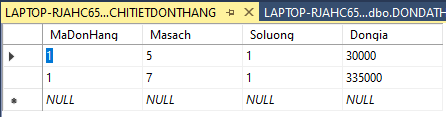 LAPTOP-RJAHC65...CHITIETDONTHANG LAPTOP-RJAHC65...dbo.DONDATH
MaDonHang Masach Soluong Dongia
1 5 1 30000
1 7 1 335000
NULL NULL NULL NULL